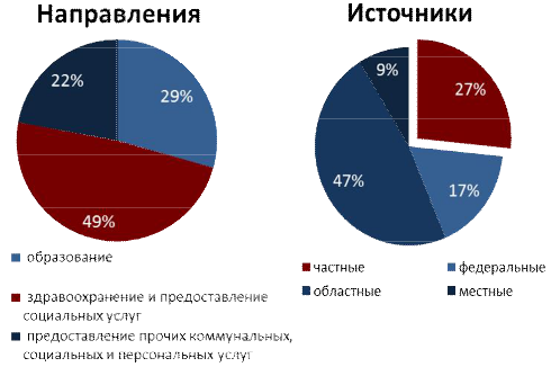 Направления
22%
29%
49%
образование
здравоохранение и предоставление
социальных услуг
предоставление прочих коммунальных,
социальных и персональных услуг
Источники
9%
27%
47%
17%
частные
федеральные
областные
местные